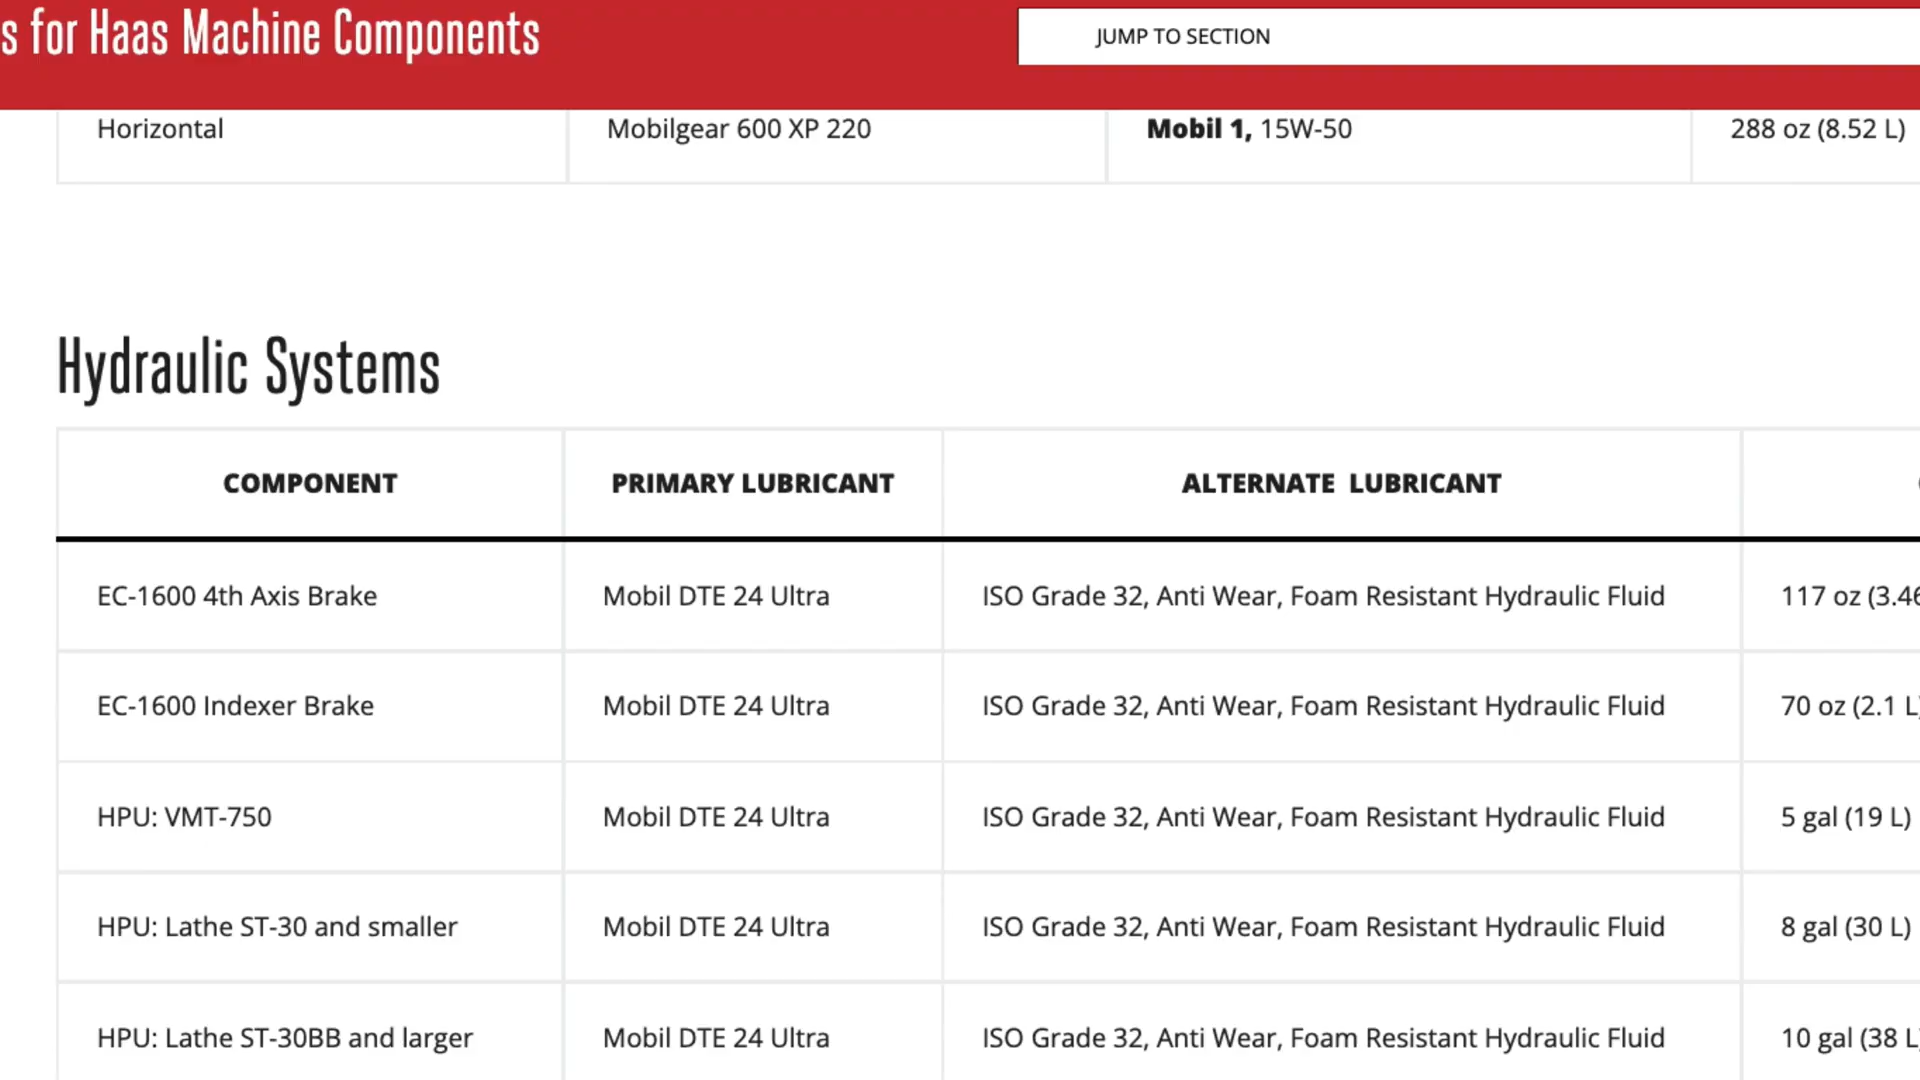 s for Haas Machine Components
JUMP TO SECTION
Horizontal Mobilgear 600 XP 220 Mobil 1, 15W-50 288 oz (8.52 L)
Hydraulic Systems
COMPONENT PRIMARY LUBRICANT ALTERNATE LUBRICANT
EC-1600 4th Axis Brake Mobil DTE 24 Ultra ISO Grade 32, Anti Wear, Foam Resistant Hydraulic Fluid 117 oz (3.46
EC-1600 Indexer Brake Mobil DTE 24 Ultra ISO Grade 32, Anti Wear, Foam Resistant Hydraulic Fluid 70 oz (2.1 L)
HPU: VMT-750 Mobil DTE 24 Ultra ISO Grade 32, Anti Wear, Foam Resistant Hydraulic Fluid 5 gal (19 L)
HPU: Lathe ST-30 and smaller Mobil DTE 24 Ultra ISO Grade 32, Anti Wear, Foam Resistant Hydraulic Fluid 8 gal (30 L)
HPU: Lathe ST-30BB and larger Mobil DTE 24 Ultra ISO Grade 32, Anti Wear, Foam Resistant Hydraulic Fluid 10 gal (38 L)